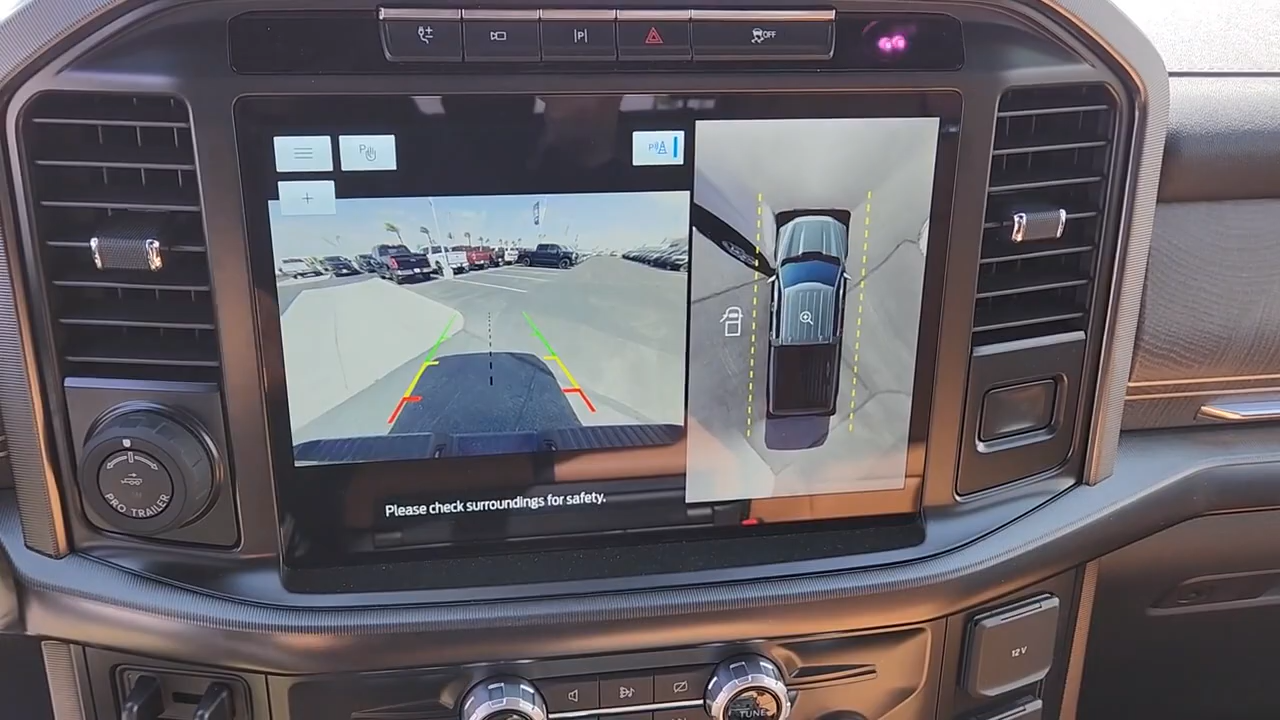 P
OFF
P
P
Please check surroundings for safety.
PRO TRAILER
12V
TUNE